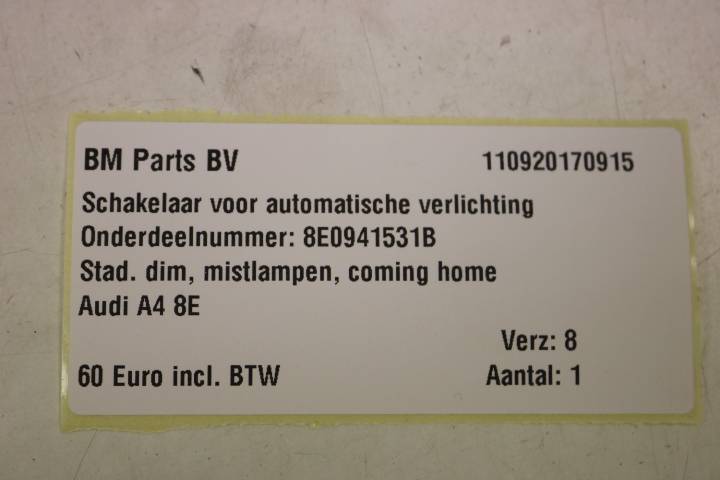 BM Parts BV 110920170915
Schakelaar voor automatische verlichting
Onderdeelnummer: 8E0941531B
Stad. dim, mistlampen, coming home
Audi A4 8E
Verz: 8
60 Euro incl. BTW Aantal: 1